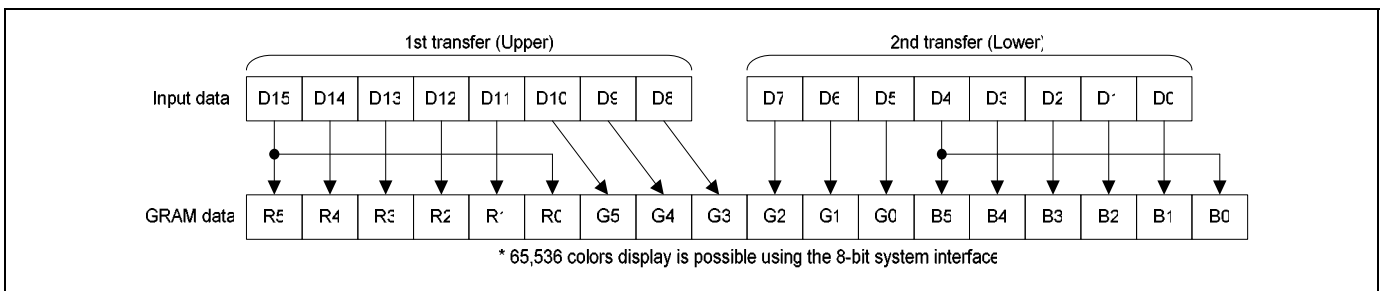 1st transfer (Upper) 2nd transfer (Lower)
Input data D15 D14 D13 D12 D11 D10 D9 D8 D7 D6 D5 D4 D3 D2 D1 D0
GRAM data R5 R4 R3 R2 R1 R0 G5 G4 G3 G2 G1 G0 B5 B4 B3 B2 B1 B0
* 65,536 colors display is possible using the 8-bit system interface